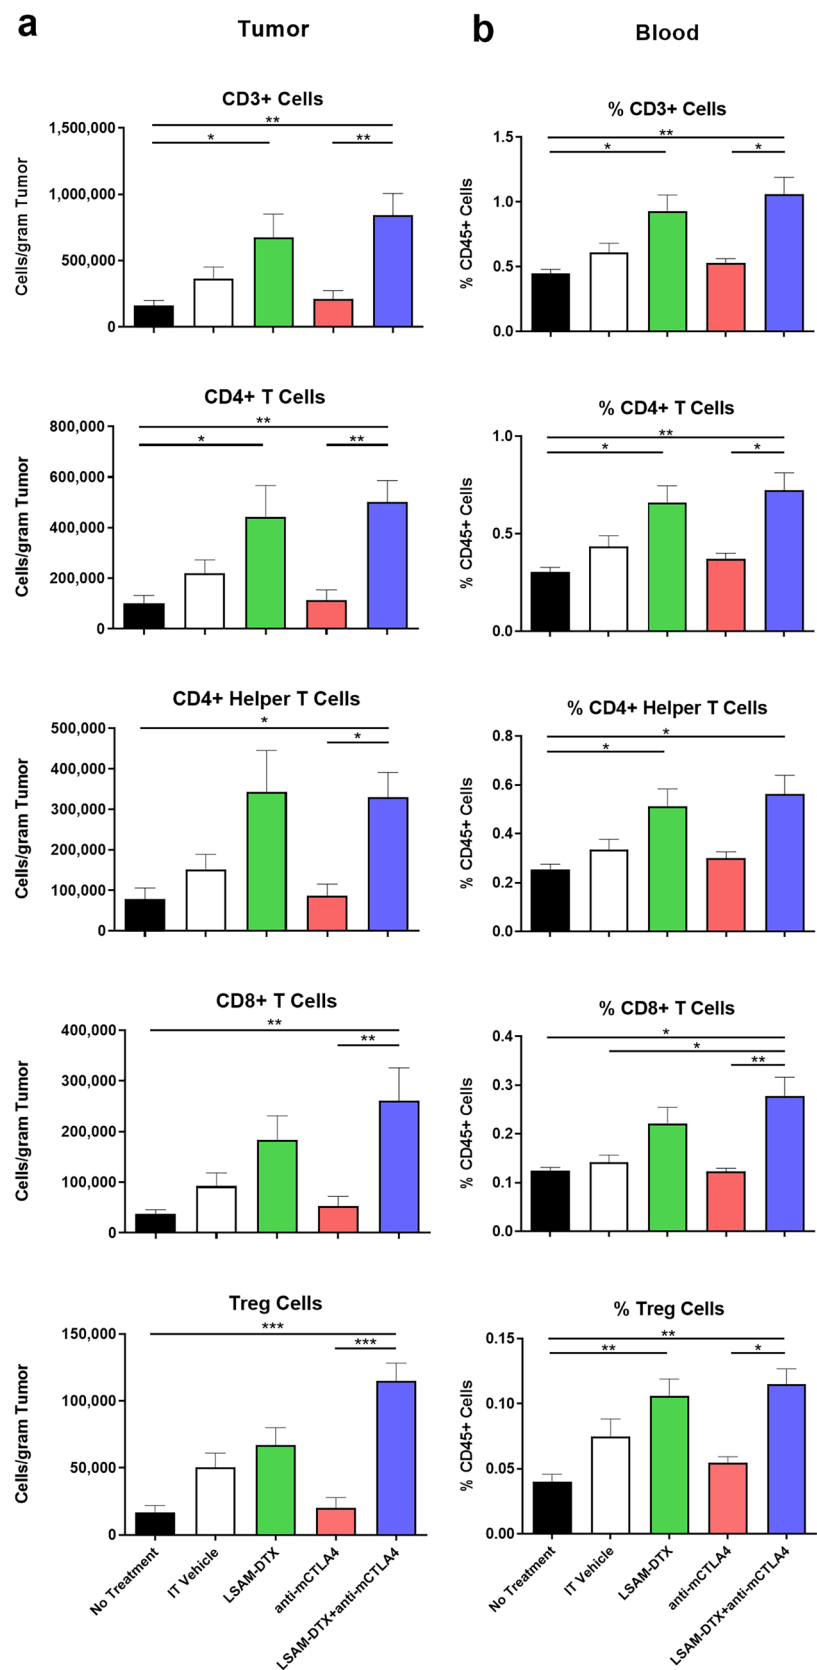 a
Tumor
b
Blood
CD3+ Cells
Cells/gram Tumor
1,500,000
1,000,000
500,000
0
**
*
**
% CD3+ Cells
% CD45+ Cells
1.5
1.0
0.5
0.0
**
*
*
CD4+ T Cells
Cells/gram Tumor
800,000
600,000
400,000
200,000
0
**
*
**
% CD4+ T Cells
% CD45+ Cells
1.0
0.5
0.0
**
*
*
CD4+ Helper T Cells
Cells/gram Tumor
500,000
400,000
300,000
200,000
100,000
0
*
*
% CD4+ Helper T Cells
% CD45+ Cells
0.8
0.6
0.4
0.2
0.0
*
*
CD8+ T Cells
Cells/gram Tumor
400,000
300,000
200,000
100,000
0
**
**
% CD8+ T Cells
% CD45+ Cells
0.4
0.3
0.2
0.1
0.0
*
*
**
Treg Cells
Cells/gram Tumor
150,000
100,000
50,000
0
***
***
No Treatment
IT Vehicle
LSAM-DTX
anti-mCTLA4
LSAM-DTX+anti-mCTLA4
% Treg Cells
% CD45+ Cells
0.15
0.10
0.05
0.00
**
**
*
No Treatment
IT Vehicle
LSAM-DTX
anti-mCTLA4
LSAM-DTX+anti-mCTLA4